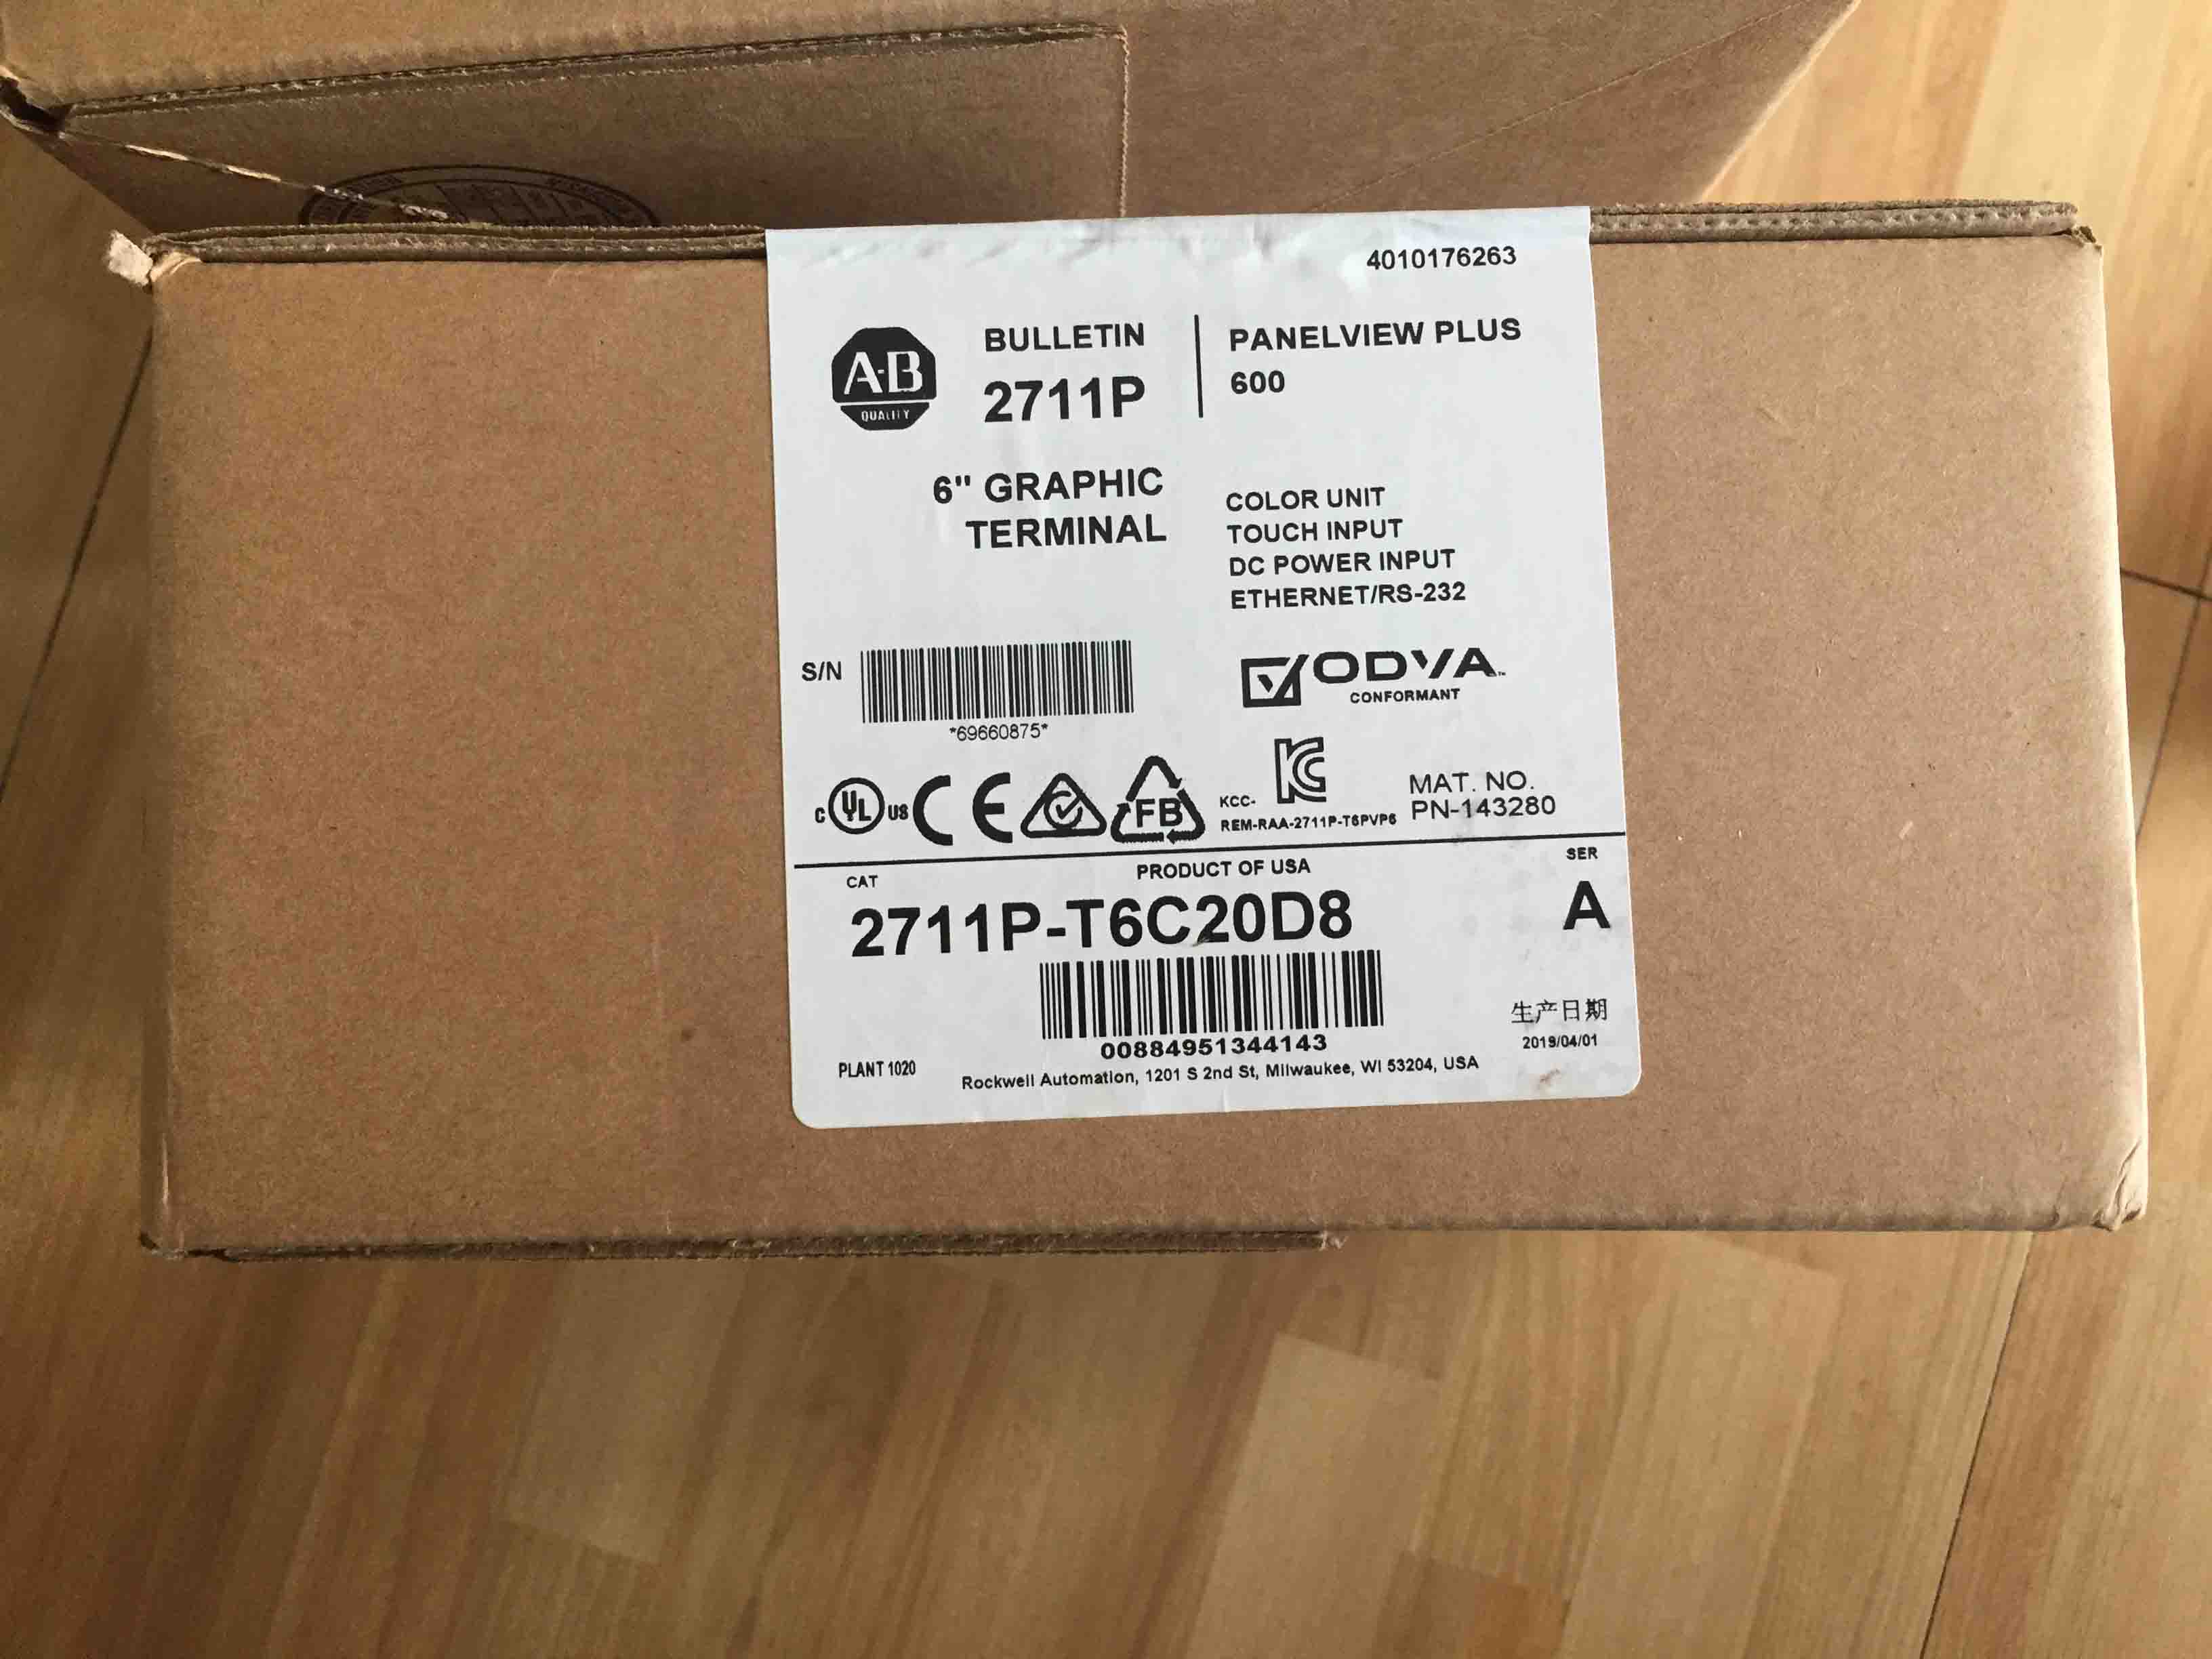 4010176263
A·B
QUALITY
BULLETIN
2711P
PANELVIEW PLUS
600
6" GRAPHIC
TERMINAL
COLOR UNIT
TOUCH INPUT
DC POWER INPUT
ETHERNET/RS-232
S/N
*69660875*
ODVA™
CONFORMANT
C UL US CE
FB
KCC-
REM-RAA-2711P-T6PVP6
MAT. NO.
PN-143280
PRODUCT OF USA
CAT
SER
2711P-T6C20D8
A
00884951344143
生产日期
2019/04/01
PLANT 1020
Rockwell Automation, 1201 S 2nd St, Milwaukee, WI 53204, USA